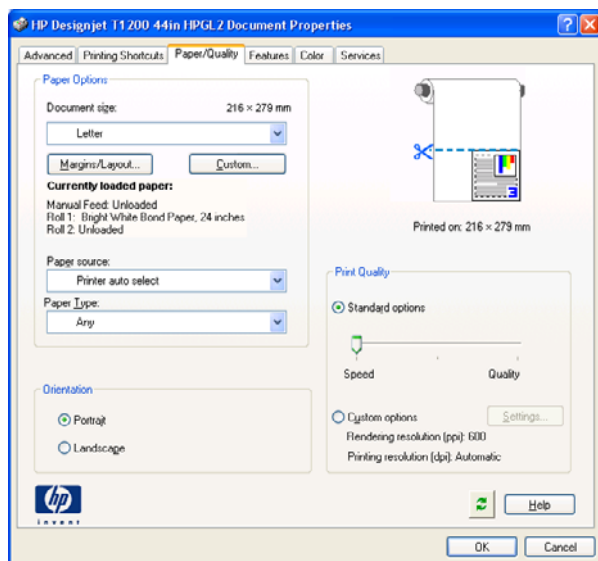 HP Designjet T1200 44in HPGL2 Document Properties
Advanced Printing Shortcuts Paper/Quality Features Color Services
Paper Options
Document size: 216 × 279 mm
Letter
Margins/Layout... Custom...
Currently loaded paper:
Manual Feed: Unloaded
Roll 1: Bright White Bond Paper, 24 inches
Roll 2: Unloaded
Paper source:
Printer auto select
Paper Type:
Any
Orientation
Portrait
Landscape
hp
invent
3
Printed on: 216 × 279 mm
Print Quality
Standard options
Speed Quality
Custom options Settings...
Rendering resolution (ppi): 600
Printing resolution (dpi): Automatic
Help
OK Cancel